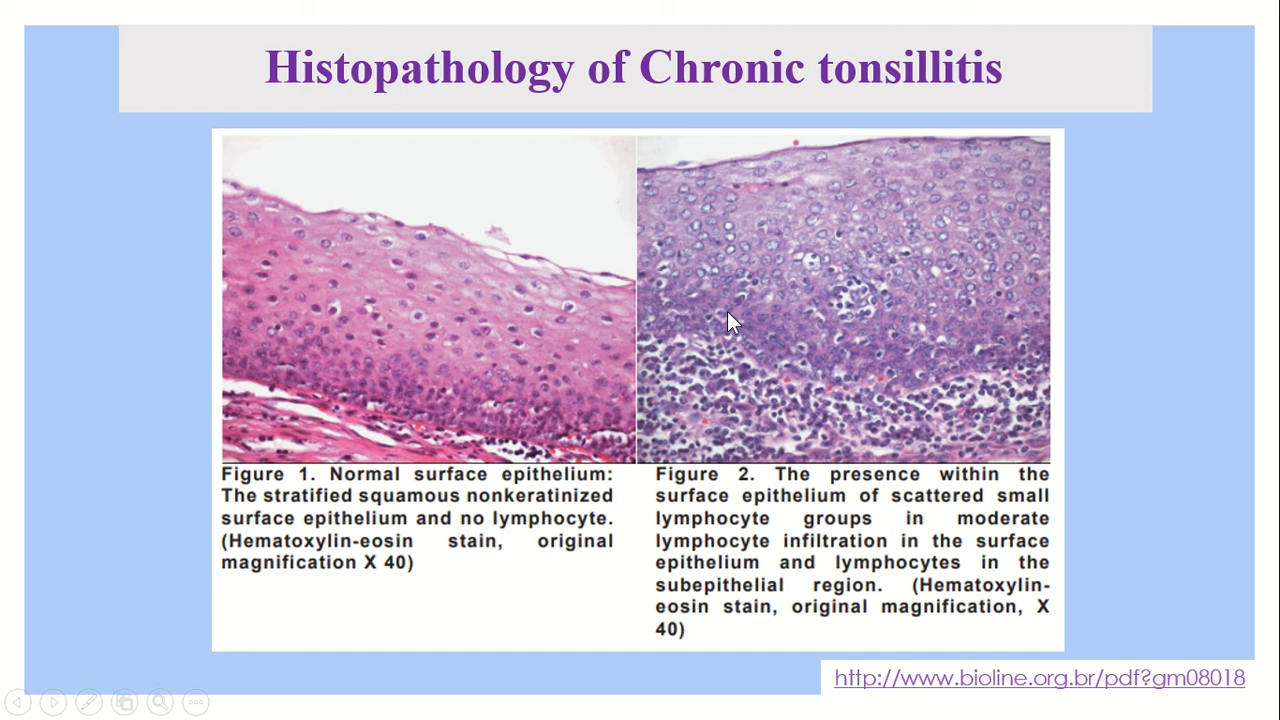 Histopathology of Chronic tonsillitis
Figure 1. Normal surface epithelium:
The stratified squamous nonkeratinized
surface epithelium and no lymphocyte.
(Hematoxylin-eosin stain, original
magnification X 40)
Figure 2. The presence within the
surface epithelium of scattered small
lymphocyte groups in moderate
lymphocyte infiltration in the surface
epithelium and lymphocytes in the
subepithelial region. (Hematoxylin-
eosin stain, original magnification, X
40)
http://www.bioline.org.br/pdf?gm08018